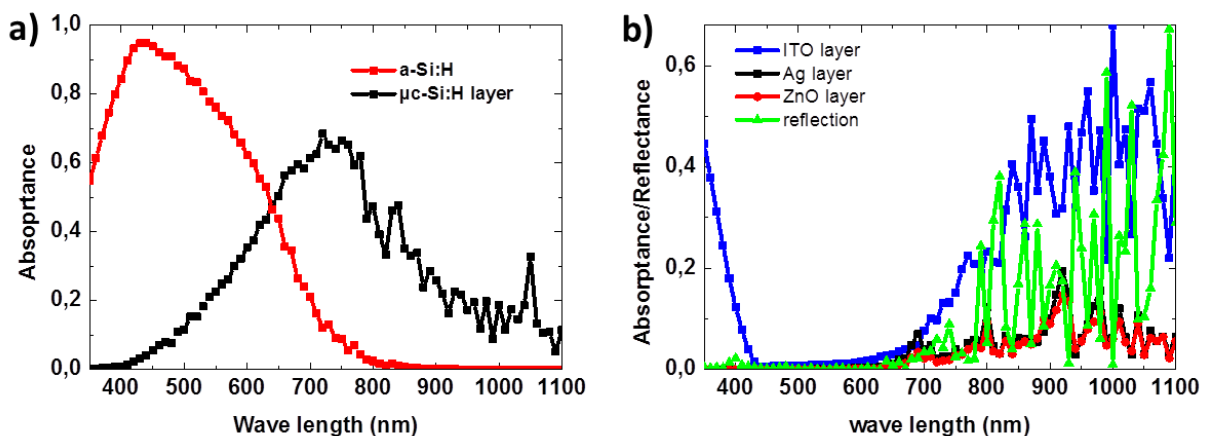 a)
1,0
0,8
0,6
0,4
0,2
0,0
Absoprtance
a-Si:H
µc-Si:H layer
400 500 600 700 800 900 1000 1100
Wave length (nm)
b)
0,6
0,4
0,2
0,0
Absorptance/Reflectance
ITO layer
Ag layer
ZnO layer
reflection
400 500 600 700 800 900 1000 1100
wave length (nm)